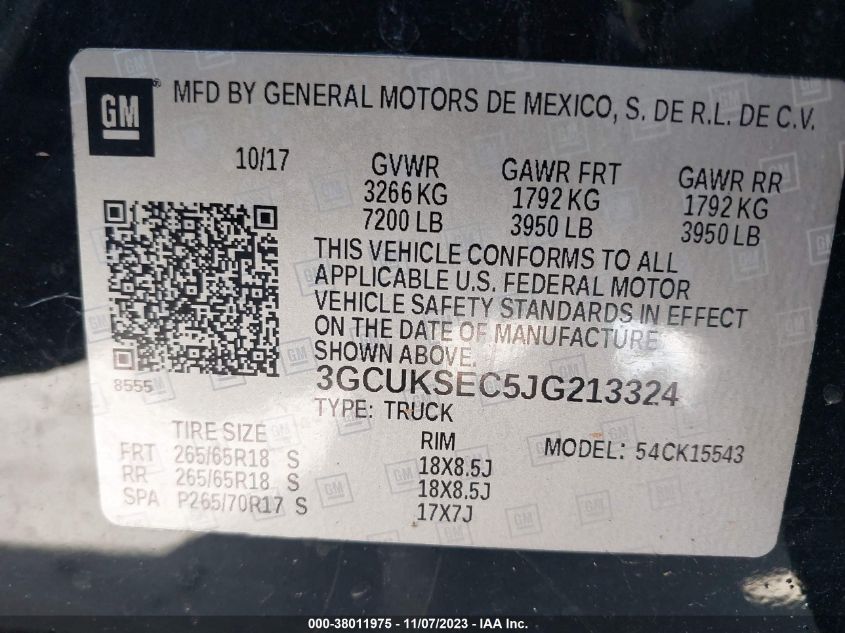 GM ® MFD BY GENERAL MOTORS DE MEXICO, S. DE R.L. DE C.V.
10/17 GVWR GAWR FRT GAWR RR
3266 KG 1792 KG 1792 KG
7200 LB 3950 LB 3950 LB
THIS VEHICLE CONFORMS TO ALL
APPLICABLE U.S. FEDERAL MOTOR
VEHICLE SAFETY STANDARDS IN EFFECT
ON THE DATE OF MANUFACTURE
SHOWN ABOVE.
8555 3GCUKSEC5JG213324
TYPE: TRUCK
TIRE SIZE RIM MODEL: 54CK15543
FRT 265/65R18 S 18X8.5J
RR 265/65R18 S 18X8.5J
SPA P265/70R17 S 17X7J
000-38011975 - 11/07/2023 - IAA Inc.